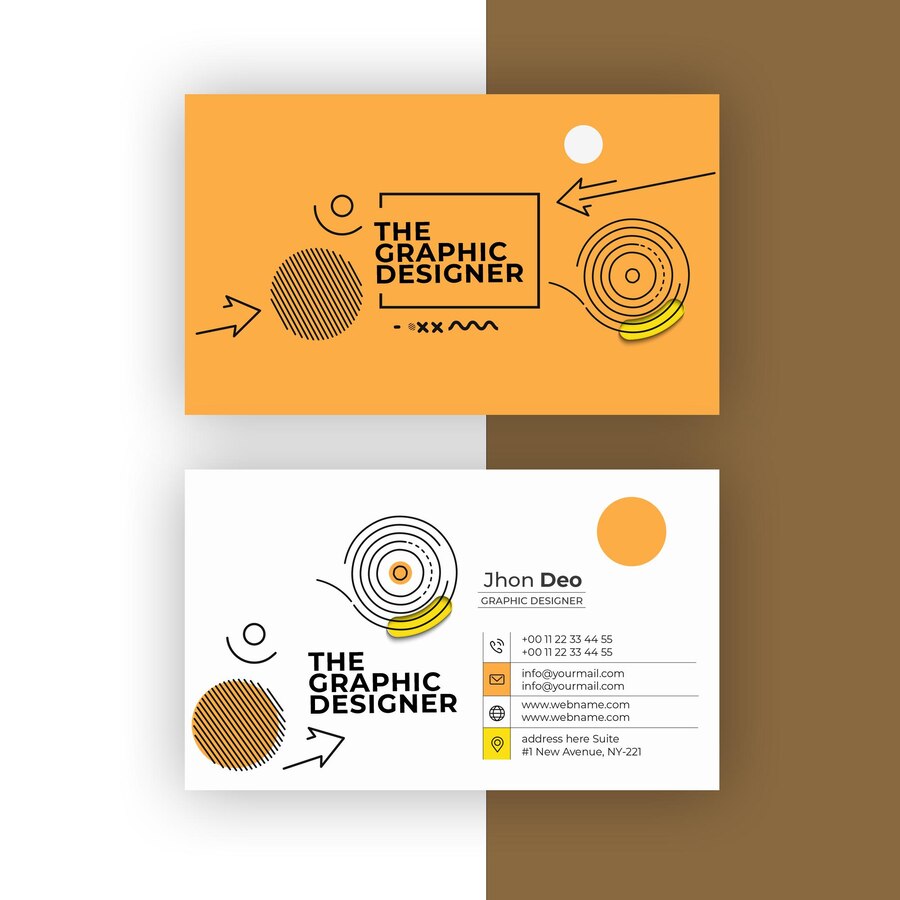 THE
GRAPHIC
DESIGNER
THE
GRAPHIC
DESIGNER
Jhon Deo
GRAPHIC DESIGNER
+00 11 22 33 44 55
+00 11 22 33 44 55
info@yourmail.com
info@yourmail.com
www.webname.com
www.webname.com
address here Suite
#1 New Avenue, NY-221